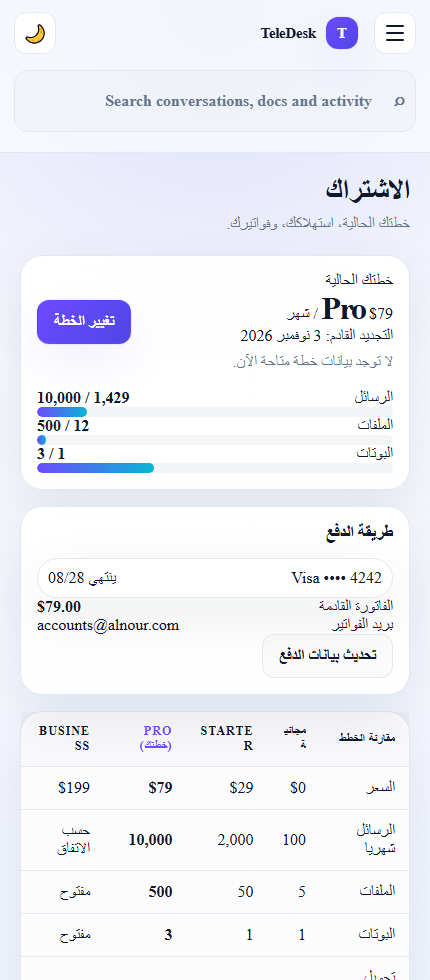 TeleDesk T
Search conversations, docs and activity
الاشتراك
خطتك الحالية، استهلاكك، وفواتيرك.
خطتك الحالية
$79 Pro / شهر
التجديد القادم: 3 نوفمبر 2026
لا توجد بيانات خطة متاحة الآن.
تغيير الخطة
الرسائل 10,000 / 1,429
الملفات 500 / 12
البوتات 3 / 1
طريقة الدفع
Visa •••• 4242 ينتهي 08/28
الفاتورة القادمة $79.00
بريد الفواتير accounts@alnour.com
تحديث بيانات الدفع
مقارنة الخطط مجانية STARTER PRO (خطتك) BUSINESS
السعر $0 $29 $79 $199
الرسائل شهريا 100 2,000 10,000 حسب الاتفاق
الملفات 5 50 500 مفتوح
البوتات 1 1 3 مفتوح
تحويل